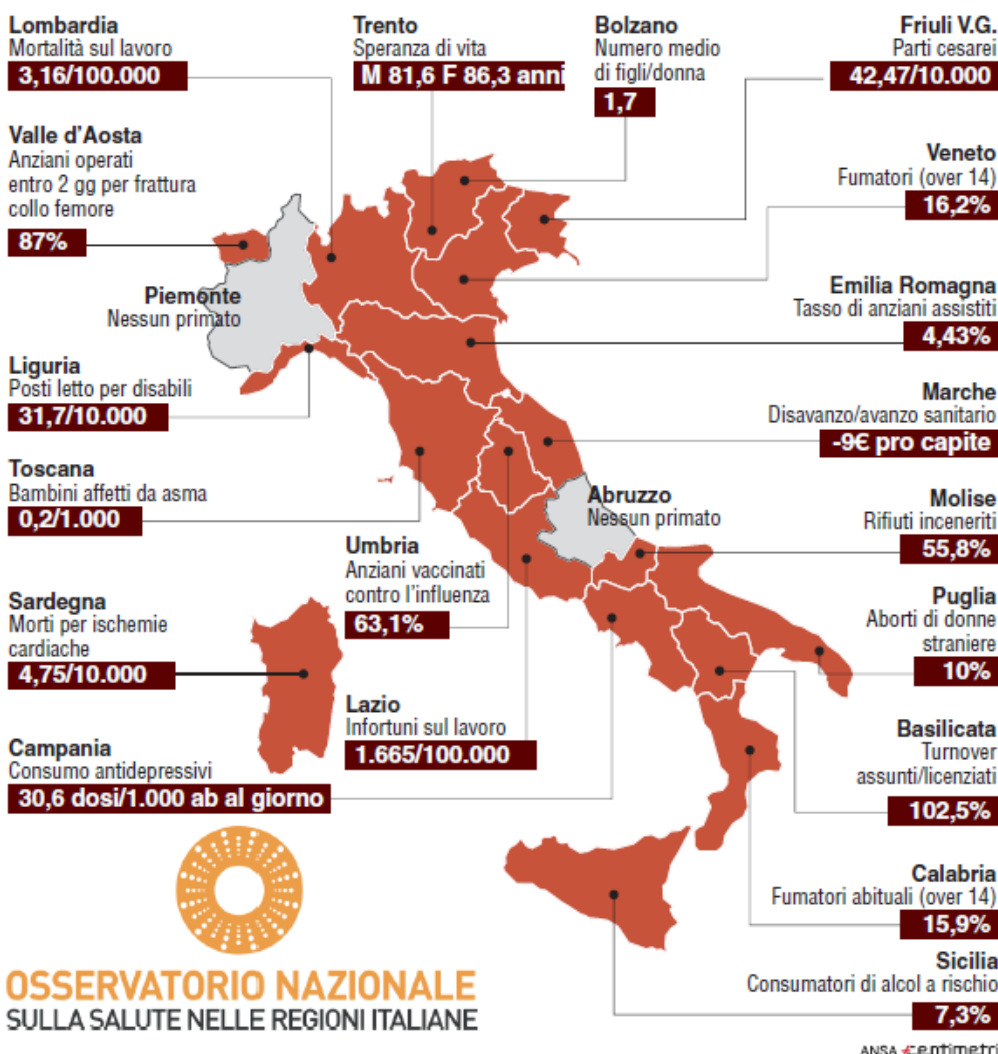 Lombardia
Mortalità sul lavoro
3,16/100.000
Trento
Speranza di vita
M 81,6 F 86,3 anni
Bolzano
Numero medio
di figli/donna
1,7
Friuli V.G.
Parti cesarei
42,47/10.000
Valle d'Aosta
Anziani operati
entro 2 gg per frattura
collo femore
87%
Veneto
Fumatori (over 14)
16,2%
Piemonte
Nessun primato
Emilia Romagna
Tasso di anziani assistiti
4,43%
Liguria
Posti letto per disabili
31,7/10.000
Marche
Disavanzo/avanzo sanitario
-9€ pro capite
Toscana
Bambini affetti da asma
0,2/1.000
Abruzzo
Nessun primato
Molise
Rifiuti inceneriti
55,8%
Umbria
Anziani vaccinati
contro l'influenza
63,1%
Puglia
Aborti di donne
straniere
10%
Sardegna
Morti per ischemie
cardiache
4,75/10.000
Lazio
Infortuni sul lavoro
1.665/100.000
Basilicata
Turnover
assunti/licenziati
102,5%
Campania
Consumo antidepressivi
30,6 dosi/1.000 ab al giorno
Calabria
Fumatori abituali (over 14)
15,9%
Sicilia
Consumatori di alcol a rischio
7,3%
OSSERVATORIO NAZIONALE
SULLA SALUTE NELLE REGIONI ITALIANE
ANSA centimetri